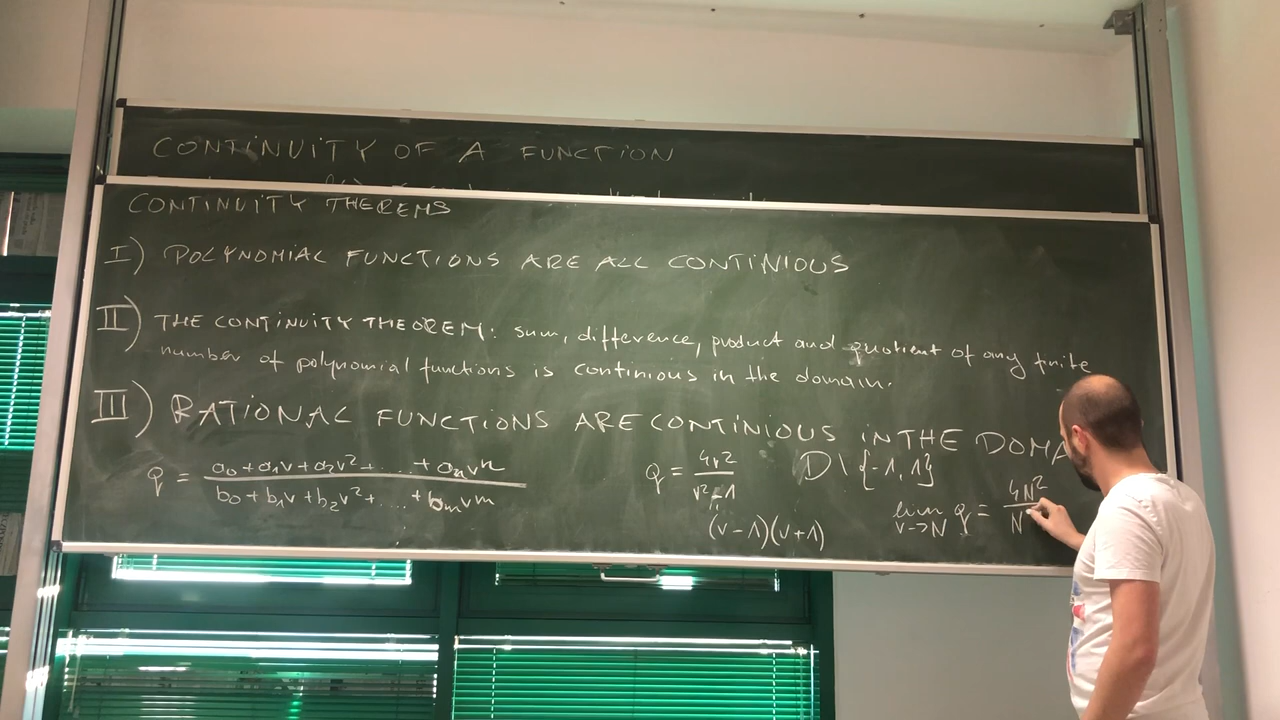 CONTINUITY OF A FUNCTION
CONTINUITY THEREMS
I) POLYNOMIAL FUNCTIONS ARE ALL CONTINIOUS
II) THE CONTINUITY THEOREM: sum, difference, product and quotient of any finite
number of polynomial functions is continious in the domain.
III) RATIONAL FUNCTIONS ARE CONTINIOUS IN THE DOMA
q = (a0 + a1v + a2v² + ... + anvⁿ) / (b0 + b1v + b2v² + ... + bmvᵐ)
Q = 4v² / (v² - 1)
D \ {-1, 1}
(v - 1)(v + 1)
lim v→N q = 4N² / N